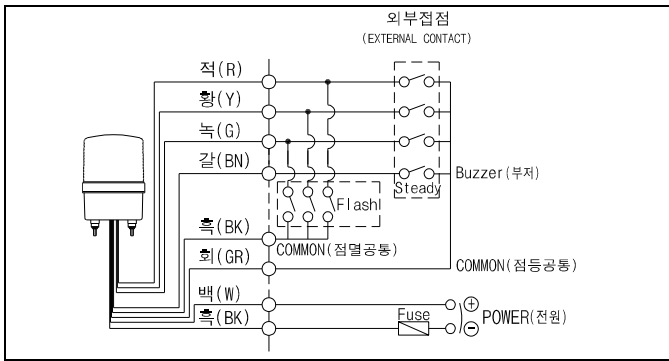 외부접점
(EXTERNAL CONTACT)
적(R)
황(Y)
녹(G)
갈(BN)
Buzzer(부저)
Steady
Flash
흑(BK)
COMMON(점멸공통)
회(GR)
COMMON(점등공통)
백(W)
흑(BK)
Fuse
+
POWER(전원)
-